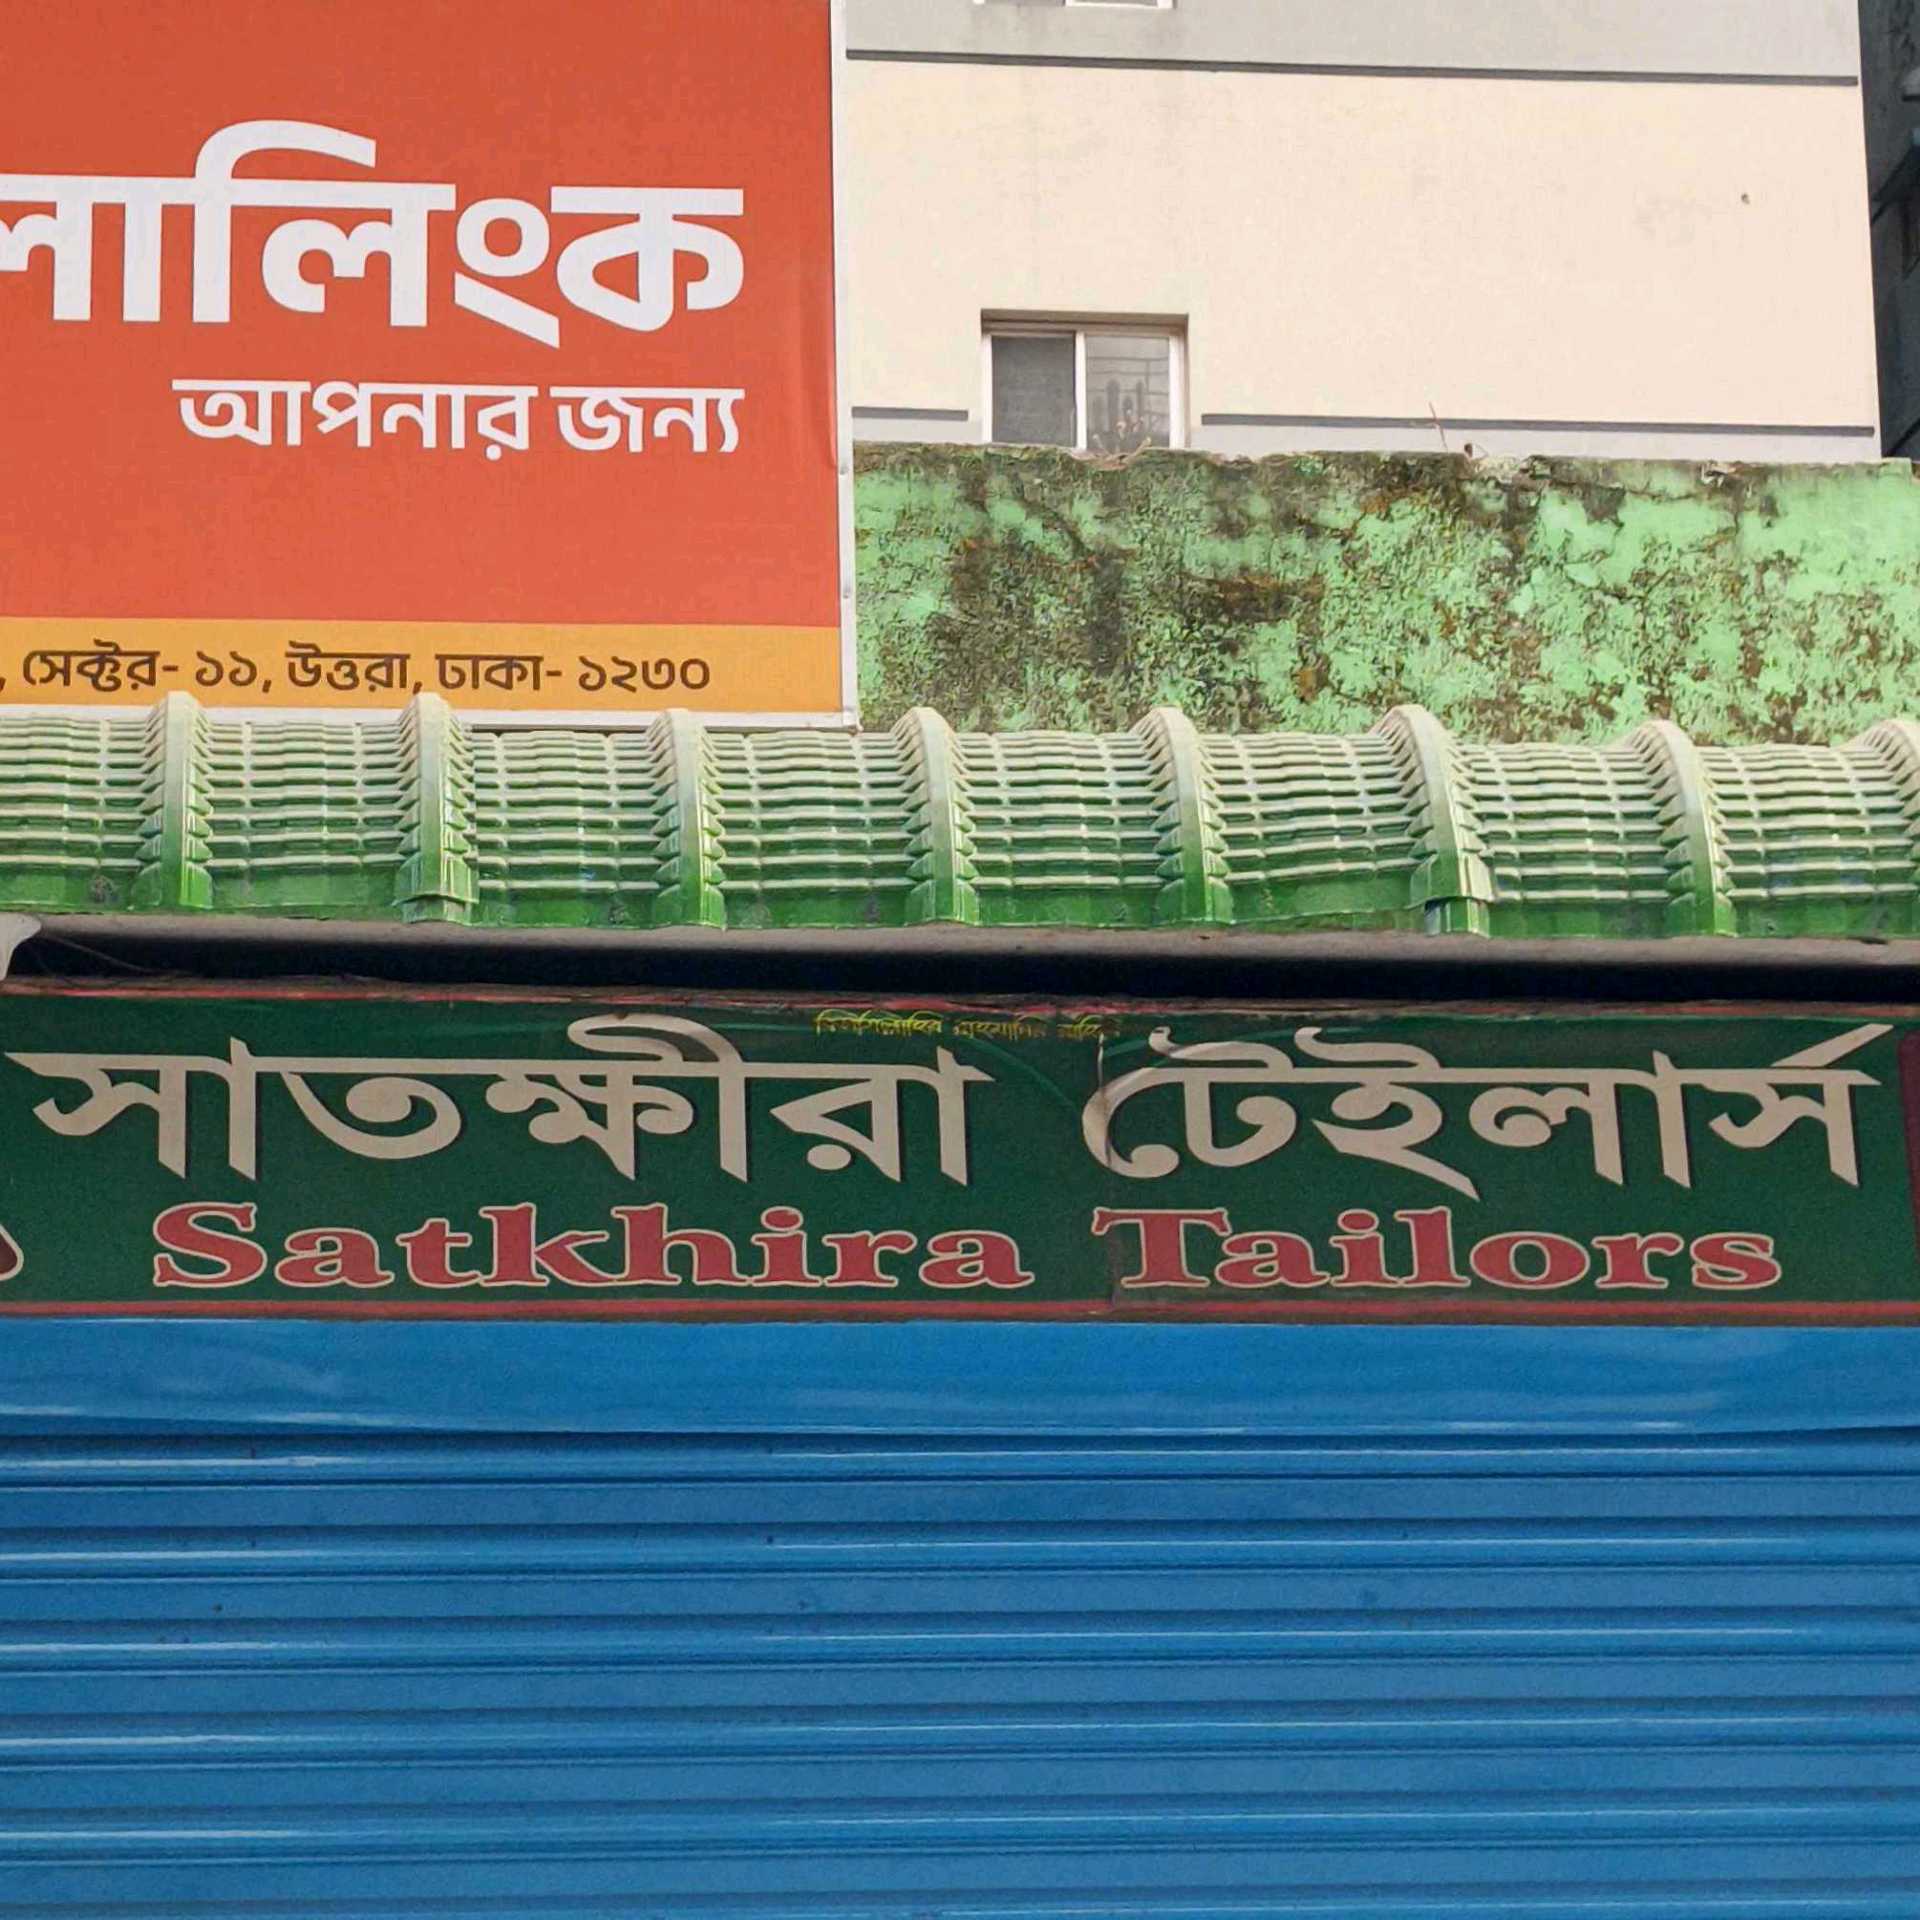 লালিংক
আপনার জন্য
, সেক্টর- ১১, উত্তরা, ঢাকা- ১২৩০
সাতক্ষীরা টেইলার্স
Satkhira Tailors